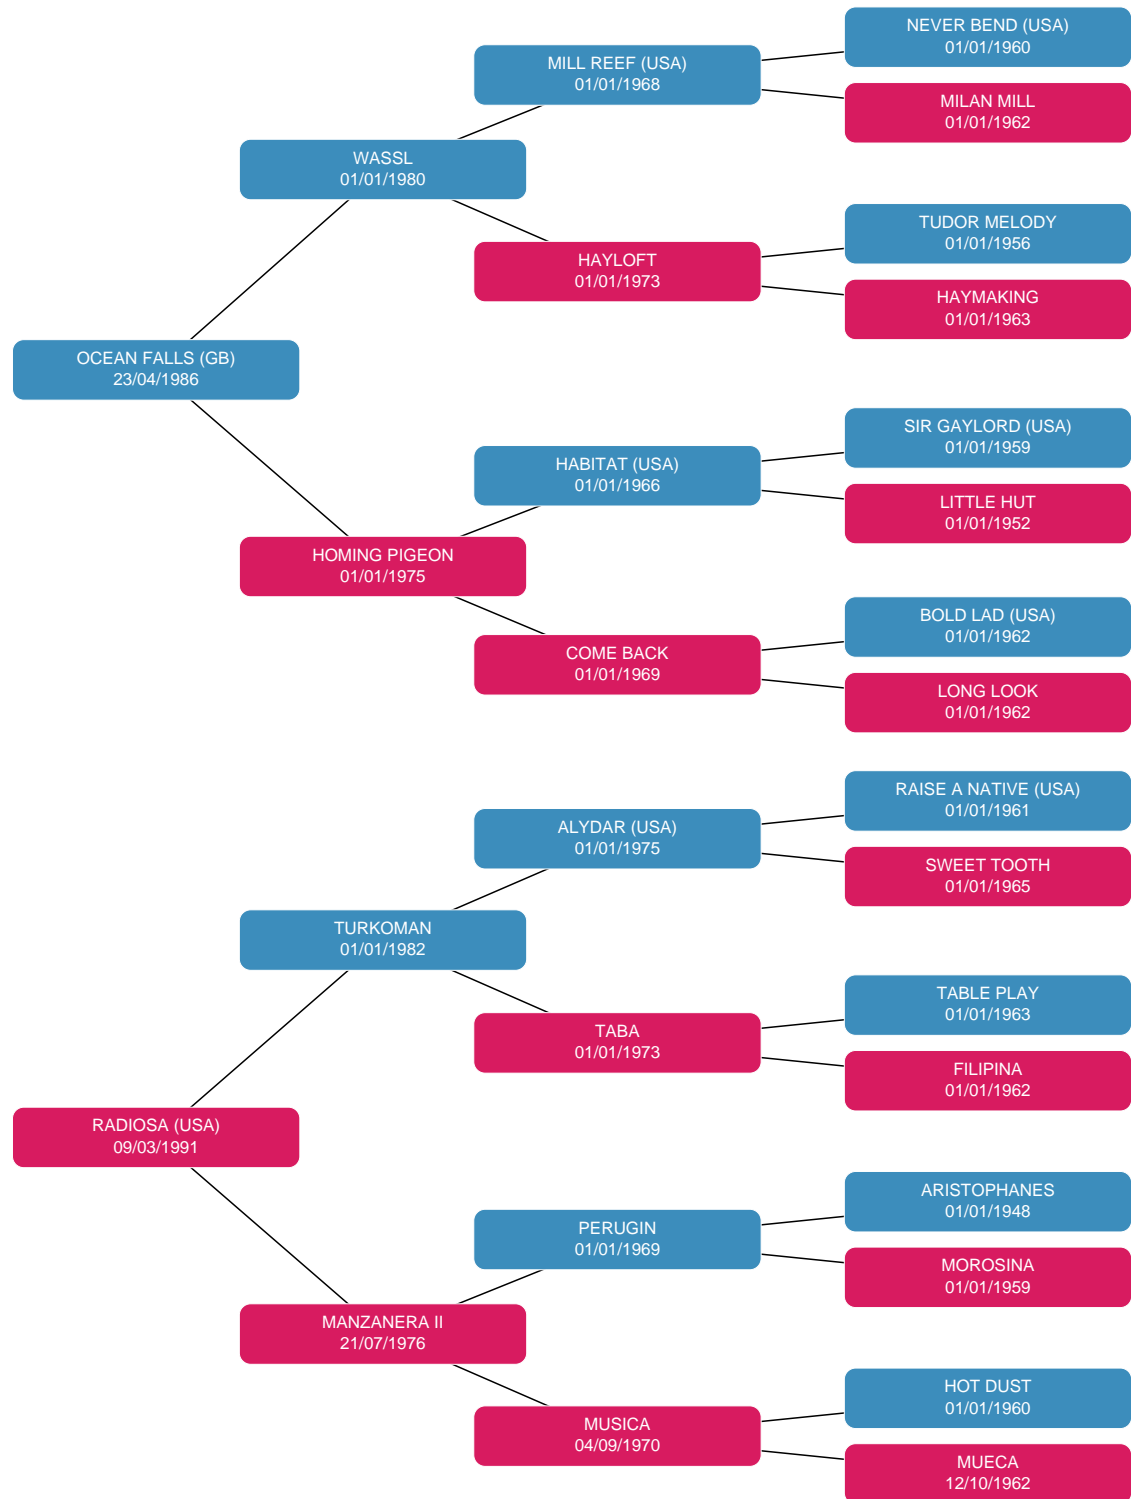 NEVER BEND (USA)
01/01/1960
MILL REEF (USA)
01/01/1968
MILAN MILL
01/01/1962
WASSL
01/01/1980
TUDOR MELODY
01/01/1956
HAYLOFT
01/01/1973
HAYMAKING
01/01/1963
OCEAN FALLS (GB)
23/04/1986
SIR GAYLORD (USA)
01/01/1959
HABITAT (USA)
01/01/1966
LITTLE HUT
01/01/1952
HOMING PIGEON
01/01/1975
BOLD LAD (USA)
01/01/1962
COME BACK
01/01/1969
LONG LOOK
01/01/1962
RAISE A NATIVE (USA)
01/01/1961
ALYDAR (USA)
01/01/1975
SWEET TOOTH
01/01/1965
TURKOMAN
01/01/1982
TABLE PLAY
01/01/1963
TABA
01/01/1973
FILIPINA
01/01/1962
RADIOSA (USA)
09/03/1991
ARISTOPHANES
01/01/1948
PERUGIN
01/01/1969
MOROSINA
01/01/1959
MANZANERA II
21/07/1976
HOT DUST
01/01/1960
MUSICA
04/09/1970
MUECA
12/10/1962